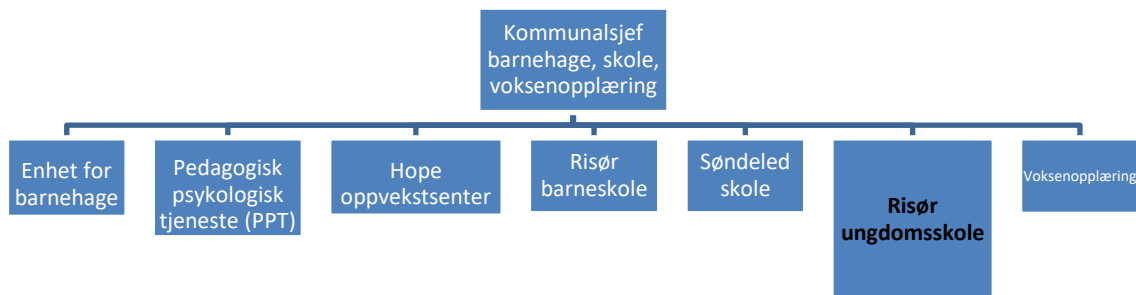 Kommunalsjef
barnehage, skole,
voksenopplæring
Enhet for
barnehage
Pedagogisk
psykologisk
tjeneste (PPT)
Hope
oppvekstsenter
Risør
barneskole
Søndeled
skole
Risør
ungdomsskole
Voksenopplæring